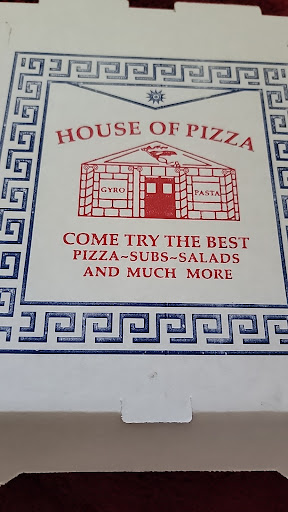 HOUSE OF PIZZA
GYRO PASTA
COME TRY THE BEST
PIZZA~SUBS~SALADS
AND MUCH MORE